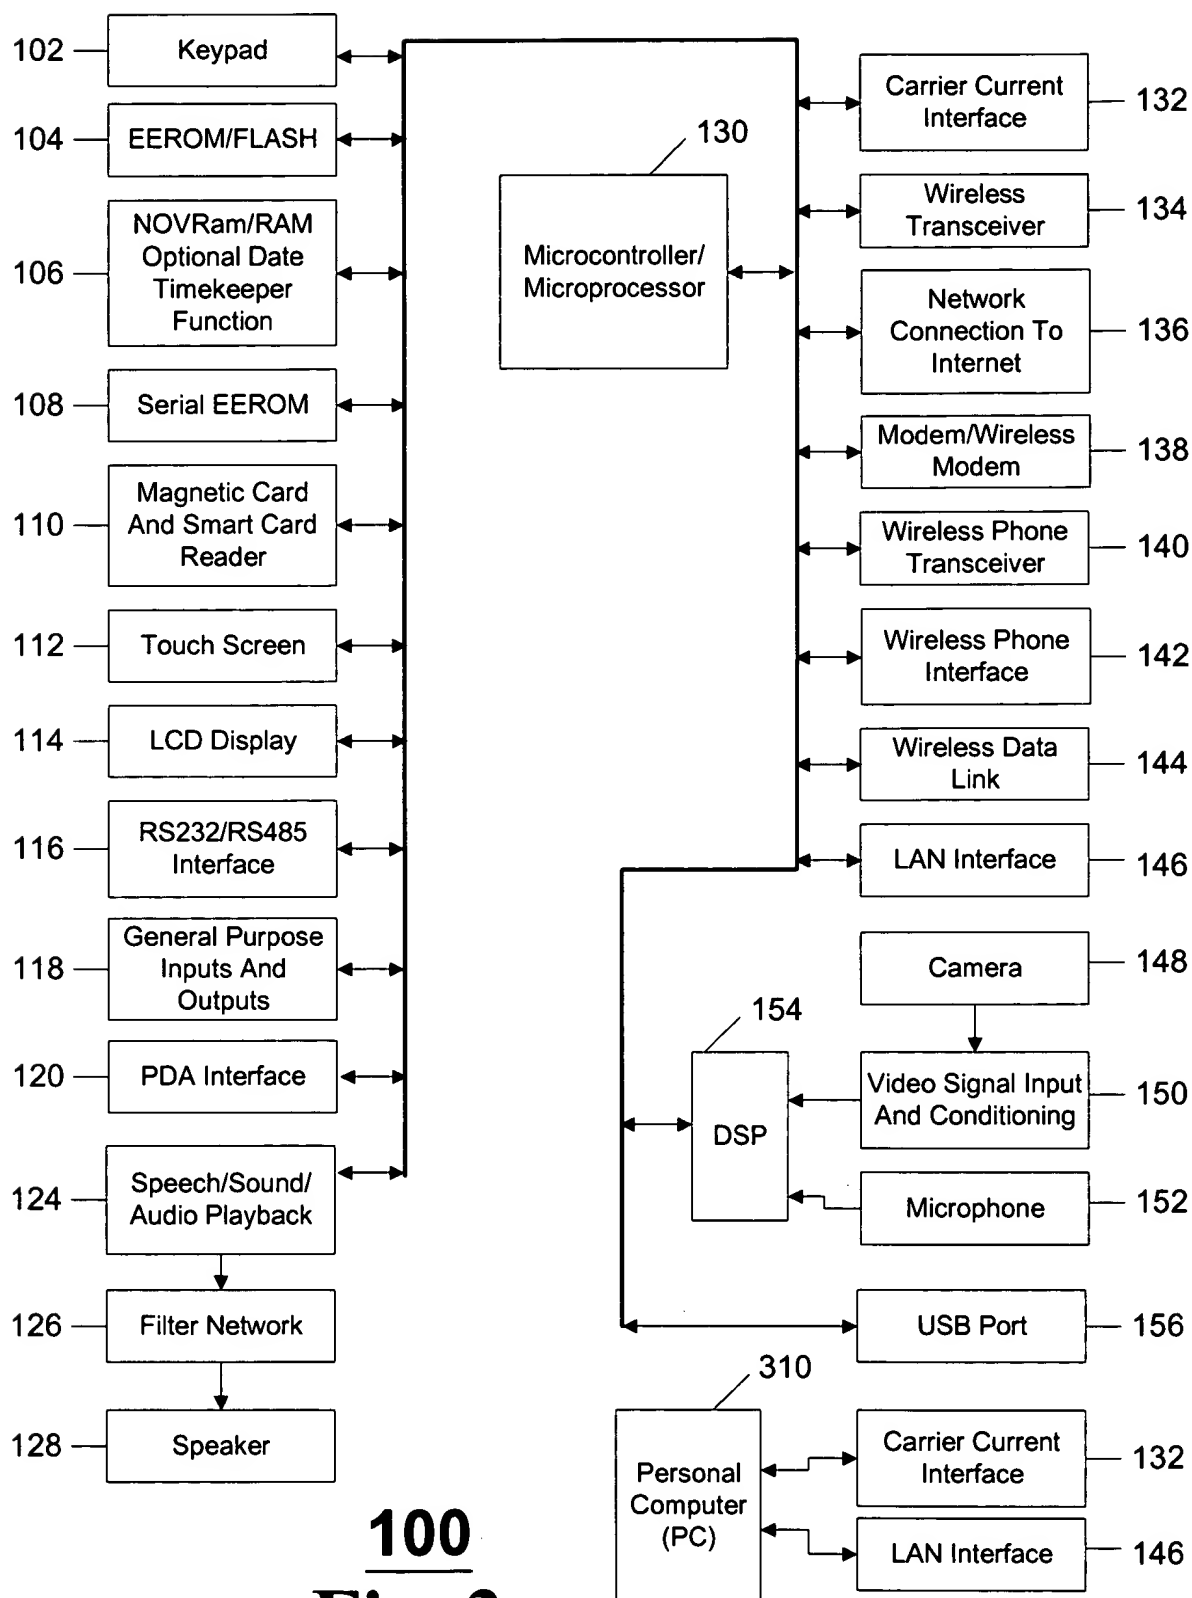 102
Keypad
104
EEROM/FLASH
106
NOVRam/RAM
Optional Date
Timekeeper
Function
108
Serial EEROM
110
Magnetic Card
And Smart Card
Reader
112
Touch Screen
114
LCD Display
116
RS232/RS485
Interface
118
General Purpose
Inputs And
Outputs
120
PDA Interface
124
Speech/Sound/
Audio Playback
126
Filter Network
128
Speaker
130
Microcontroller/
Microprocessor
Carrier Current
Interface
132
Wireless
Transceiver
134
Network
Connection To
Internet
136
Modem/Wireless
Modem
138
Wireless Phone
Transceiver
140
Wireless Phone
Interface
142
Wireless Data
Link
144
LAN Interface
146
Camera
148
154
DSP
Video Signal Input
And Conditioning
150
Microphone
152
USB Port
156
310
Personal
Computer
(PC)
Carrier Current
Interface
132
LAN Interface
146
100